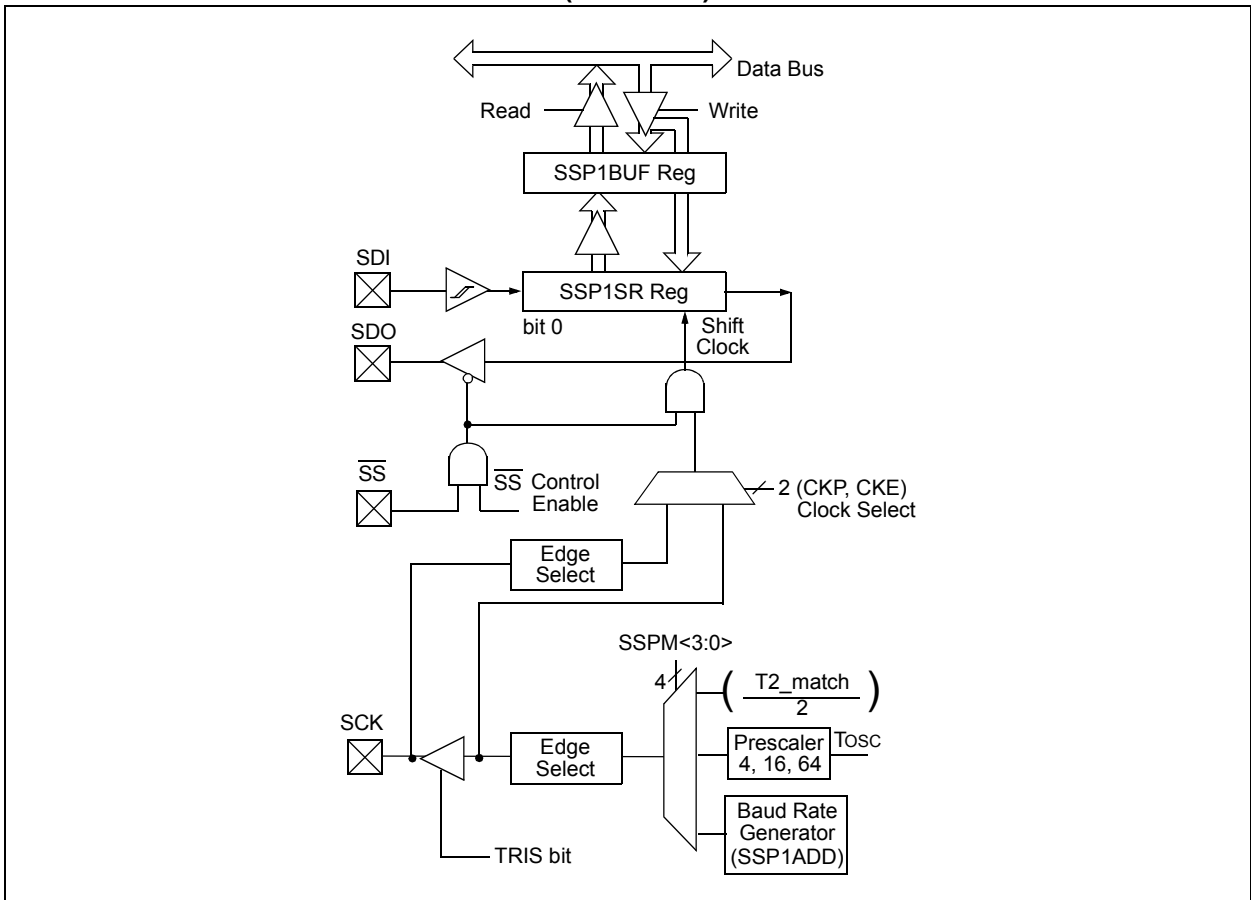 Data Bus
Read
Write
SSP1BUF Reg
SDI
SSP1SR Reg
bit 0
Shift
Clock
SDO
SS
SS Control
Enable
2 (CKP, CKE)
Clock Select
Edge
Select
SSPM<3:0>
4
( T2_match )
2
SCK
Edge
Select
Prescaler
4, 16, 64
TOSC
Baud Rate
Generator
(SSP1ADD)
TRIS bit